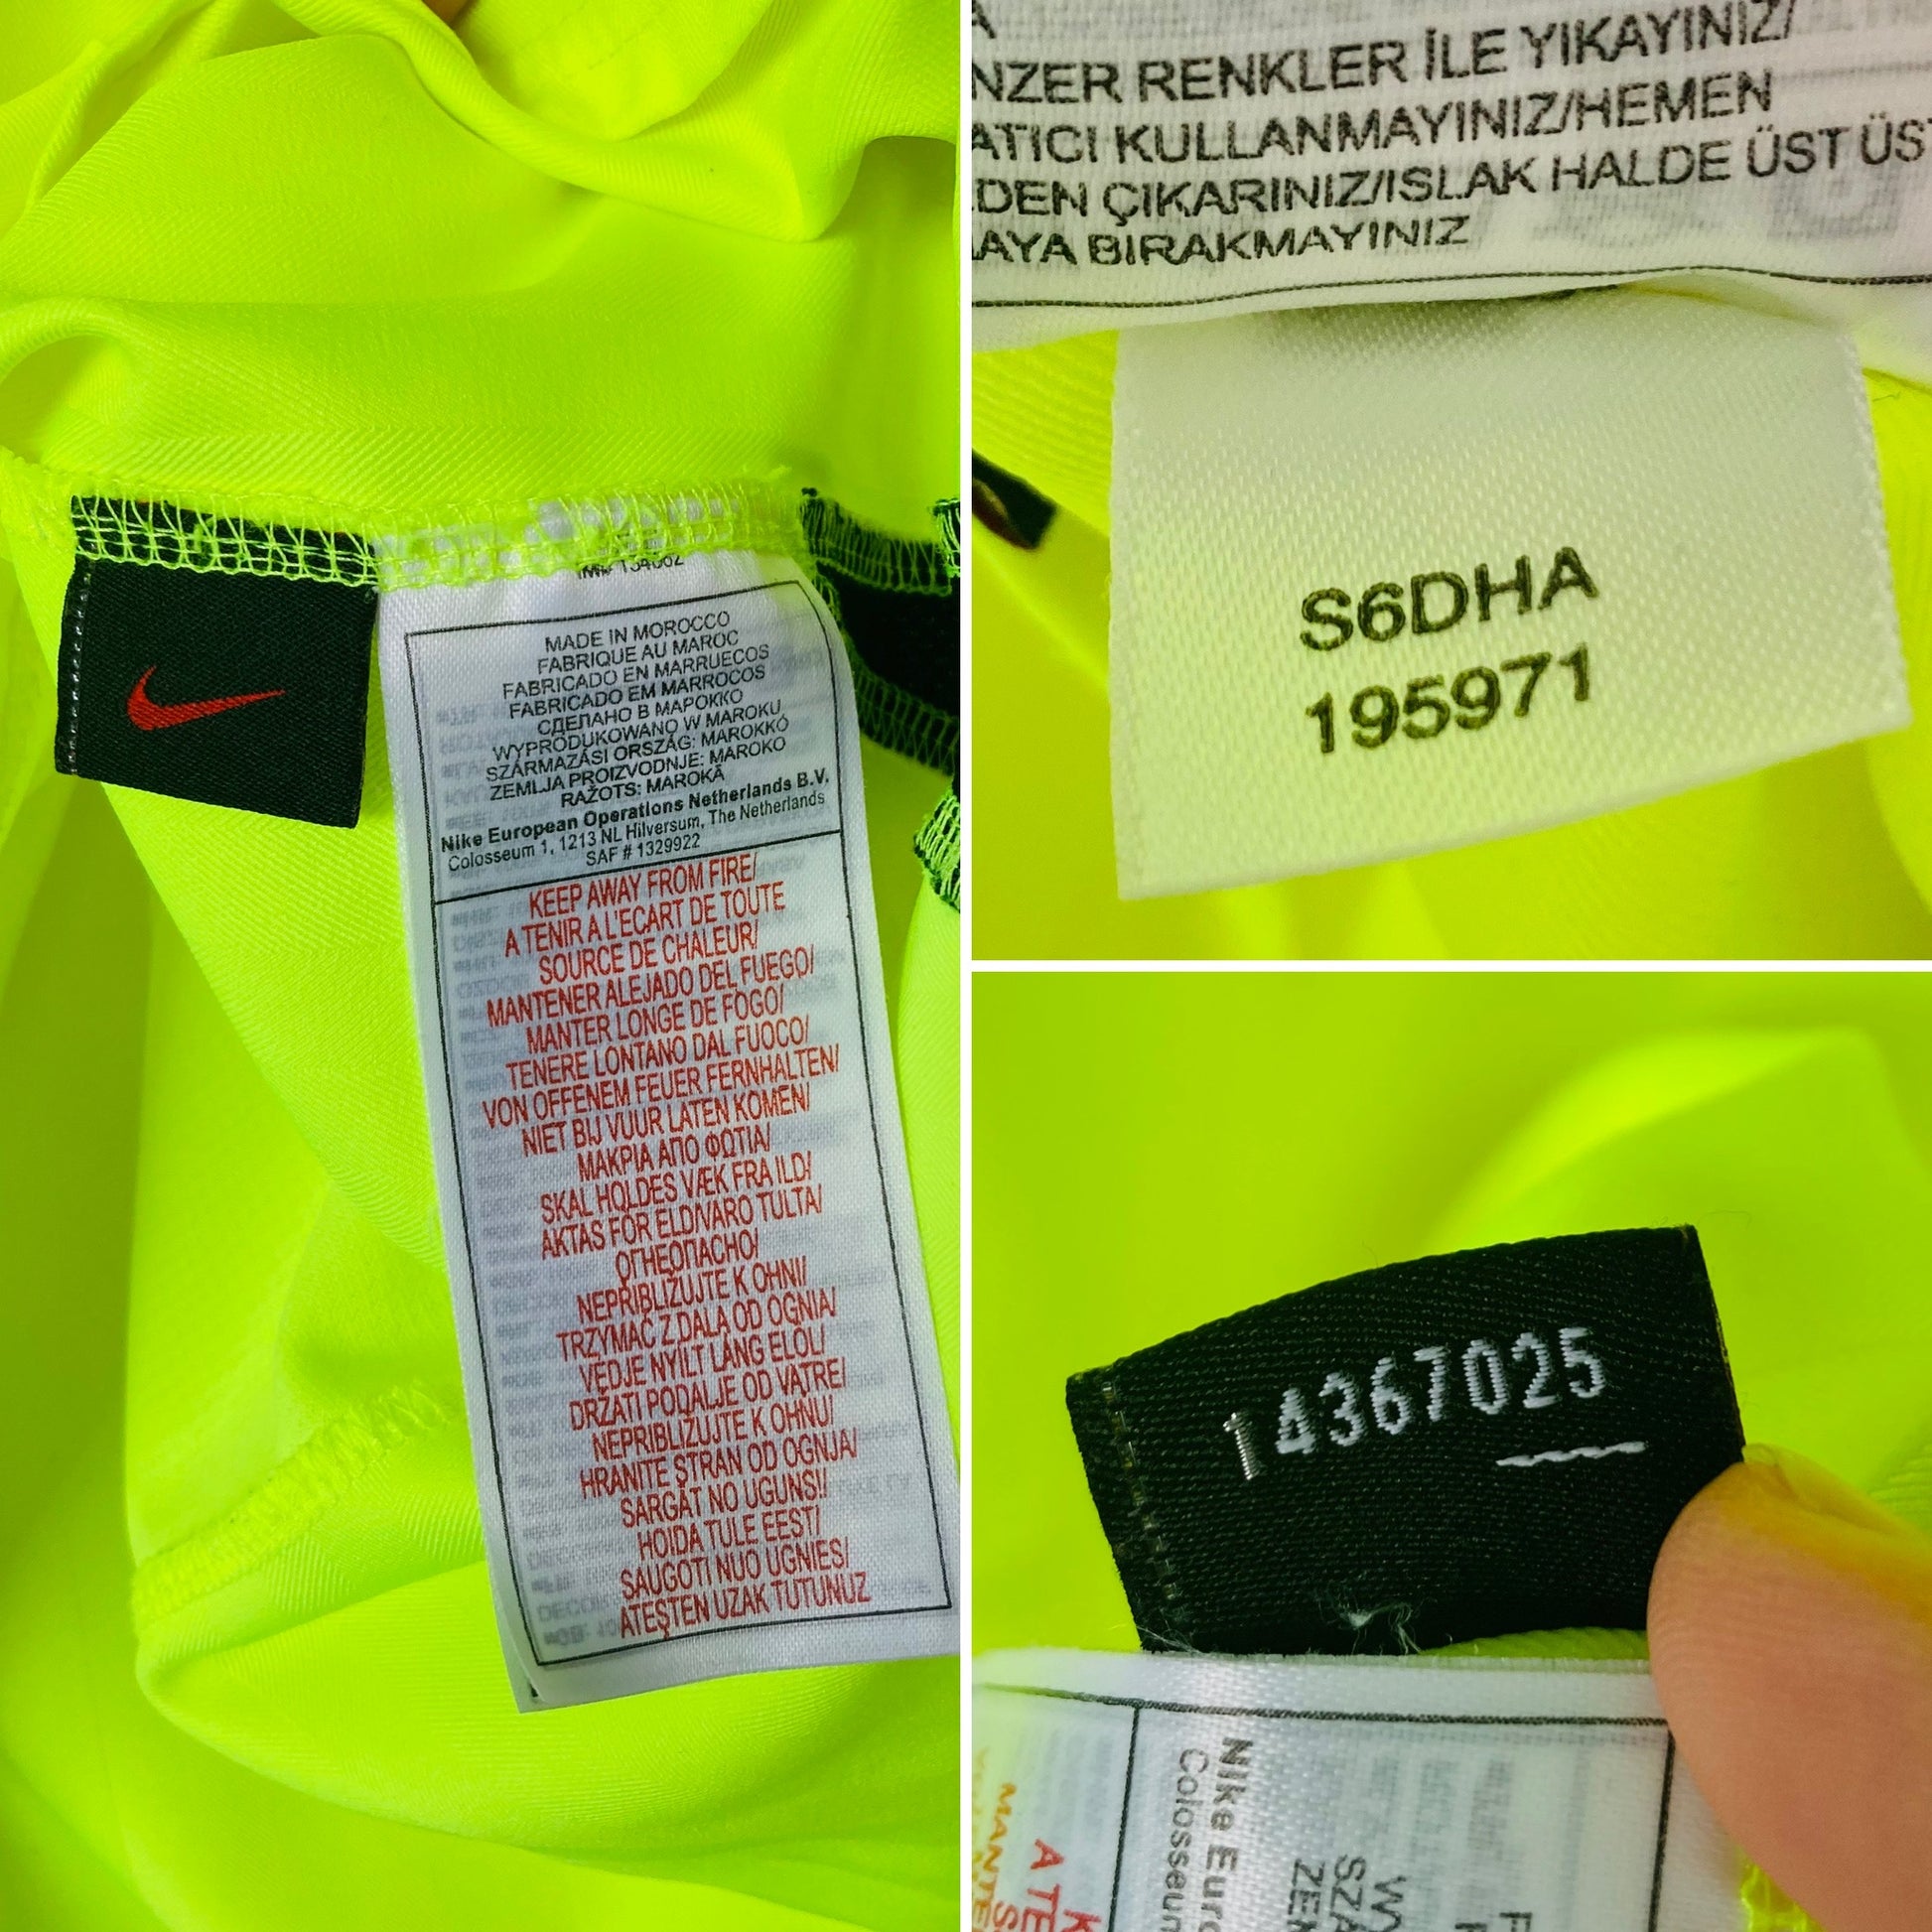 MADE IN MOROCCO
FABRIQUE AU MAROC
FABRICADO EN MARRUECOS
FABRICADO EM MARROCOS
СДЕЛАНО В МАРОККО
WYPRODUKOWANO W MAROKU
SZÁRMAZÁSI ORSZÁG: MAROKKÓ
ZEMLJA PROIZVODNJE: MAROKO
RAŽOTS: MAROKĀ
Nike European Operations Netherlands B.V.
Colosseum 1, 1213 NL Hilversum, The Netherlands
SAF # 1329922
KEEP AWAY FROM FIRE/
A TENIR A L'ECART DE TOUTE
SOURCE DE CHALEUR/
MANTENER ALEJADO DEL FUEGO/
MANTER LONGE DE FOGO/
TENERE LONTANO DAL FUOCO/
VON OFFENEM FEUER FERNHALTEN/
NIET BIJ VUUR LATEN KOMEN/
ΜΑΚΡΙΑ ΑΠΟ ΦΩΤΙΑ/
SKAL HOLDES VÆK FRA ILD/
AKTAS FÖR ELD/VARO TULTA/
ОГНЕОПАСНО/
NEPRIBLIŽUJTE K OHNI/
TRZYMAĆ Z DALA OD OGNIA/
VÉDJE NYÍLT LÁNG ELŐL/
DRŽATI PODALJE OD VATRE/
NEPRIBLIŽUJTE K OHNU/
HRANITE STRAN OD OGNJA/
SARGĀT NO UGUNS!/
HOIDA TULE EEST/
SAUGOTI NUO UGNIES/
ATEŞTEN UZAK TUTUNUZ
NZER RENKLER İLE YIKAYINIZ/
ATICI KULLANMAYINIZ/HEMEN
DEN ÇIKARINIZ/ISLAK HALDE ÜST ÜST
AYA BIRAKMAYINIZ
S6DHA
195971
14367025
Nike Euro
Colosseum